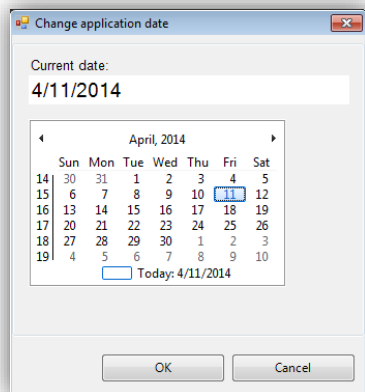 Change application date
Current date:
4/11/2014
April, 2014
Sun Mon Tue Wed Thu Fri Sat
14 30 31 1 2 3 4 5
15 6 7 8 9 10 11 12
16 13 14 15 16 17 18 19
17 20 21 22 23 24 25 26
18 27 28 29 30 1 2 3
19 4 5 6 7 8 9 10
Today: 4/11/2014
OK Cancel